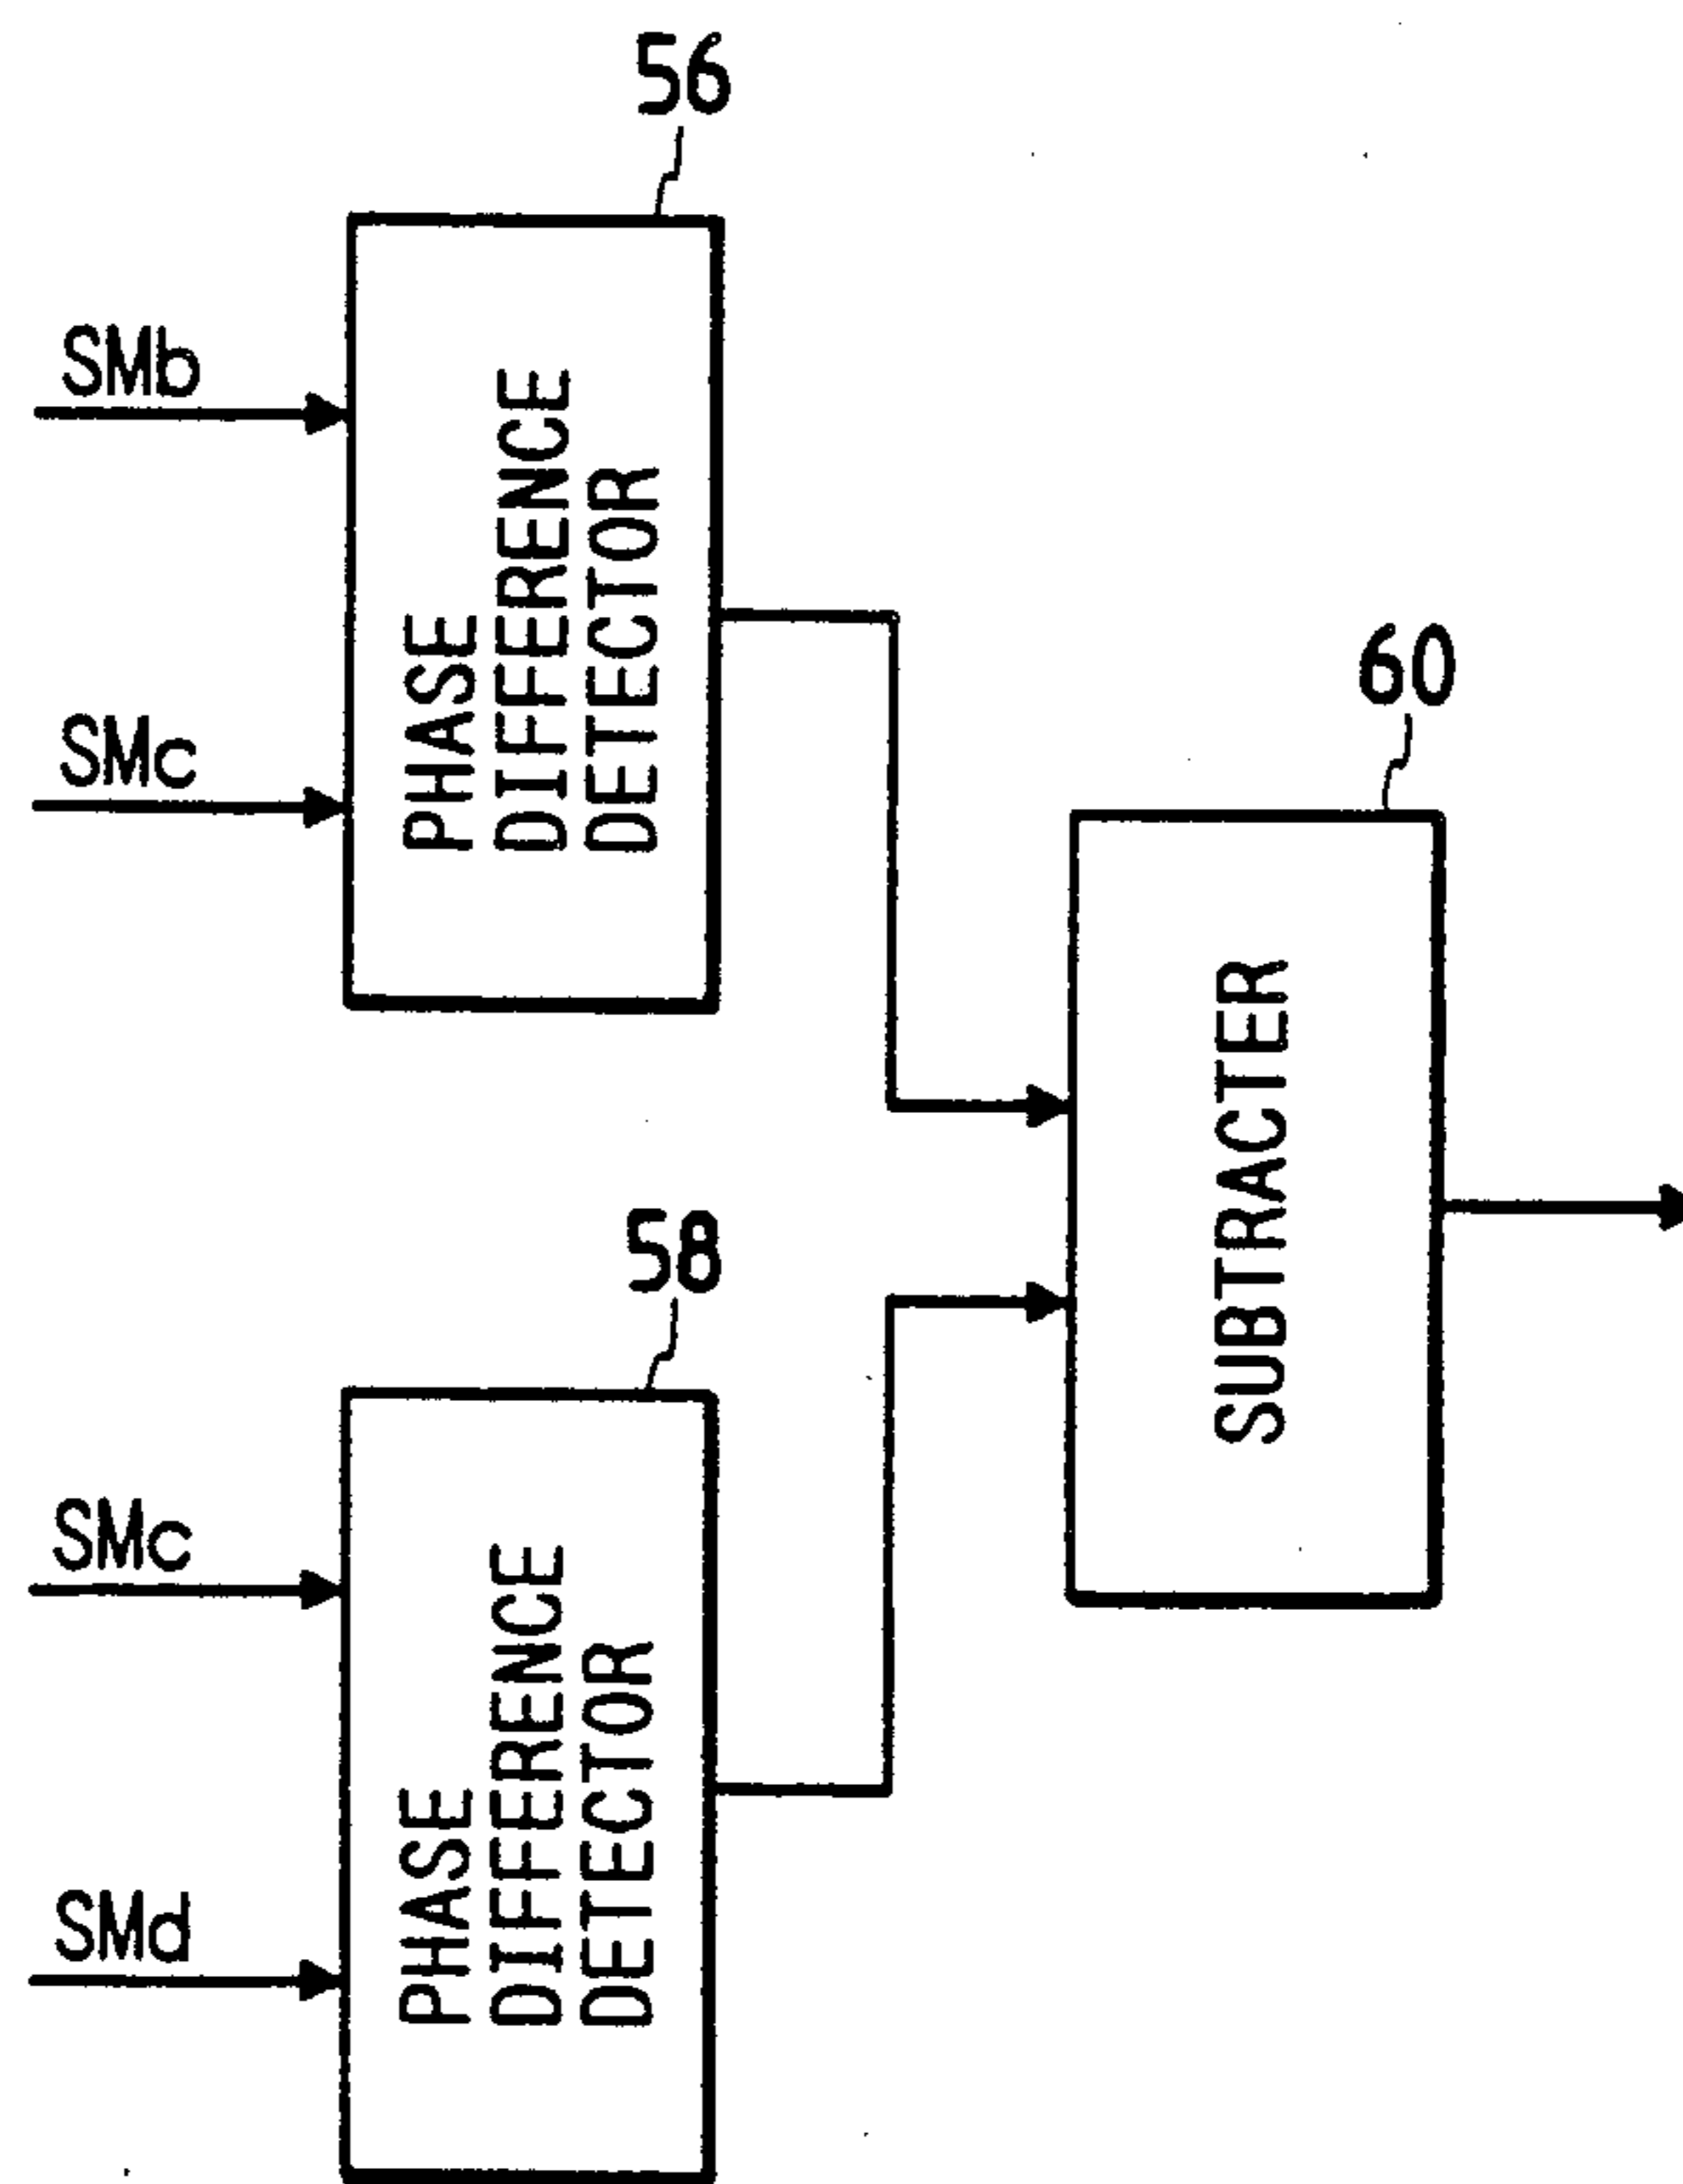 56
SMb
SMc
PHASE
DIFFERENCE
DETECTOR
60
SUBTRACTER
58
SMc
SMd
PHASE
DIFFERENCE
DETECTOR